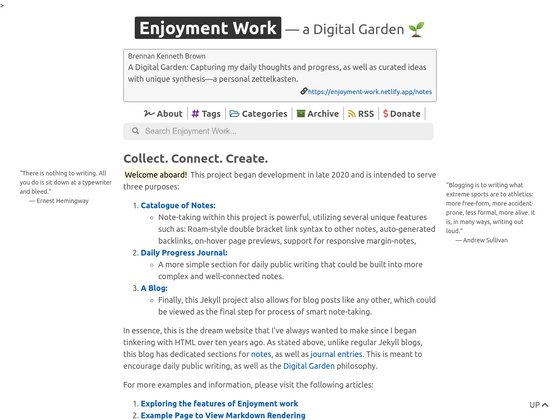 >
Enjoyment Work — a Digital Garden 🌱
Brennan Kenneth Brown
A Digital Garden: Capturing my daily thoughts and progress, as well as curated ideas
with unique synthesis—a personal zettelkasten.
https://enjoyment-work.netlify.app/notes
About # Tags Categories Archive RSS $ Donate
Search Enjoyment Work...
Collect. Connect. Create.
Welcome aboard! This project began development in late 2020 and is intended to serve
three purposes:
“There is nothing to writing. All
you do is sit down at a typewriter
and bleed.”
— Ernest Hemingway
“Blogging is to writing what
extreme sports are to athletics:
more free-form, more accident-
prone, less formal, more alive. It
is, in many ways, writing out
loud.”
— Andrew Sullivan
1. Catalogue of Notes:
Note-taking within this project is powerful, utilizing several unique features
such as: Roam-style double bracket link syntax to other notes, auto-generated
backlinks, on-hover page previews, support for responsive margin-notes,
2. Daily Progress Journal:
A more simple section for daily public writing that could be built into more
complex and well-connected notes.
3. A Blog:
Finally, this Jekyll project also allows for blog posts like any other, which could
be viewed as the final step for process of smart note-taking.
In essence, this is the dream website that I’ve always wanted to make since I began
tinkering with HTML over ten years ago. As stated above, unlike regular Jekyll blogs,
this blog has dedicated sections for notes, as well as journal entries. This is meant to
encourage daily public writing, as well as the Digital Garden philosophy.
For more examples and information, please visit the following articles:
1. Exploring the features of Enjoyment work
2. Example Page to View Markdown Rendering
UP